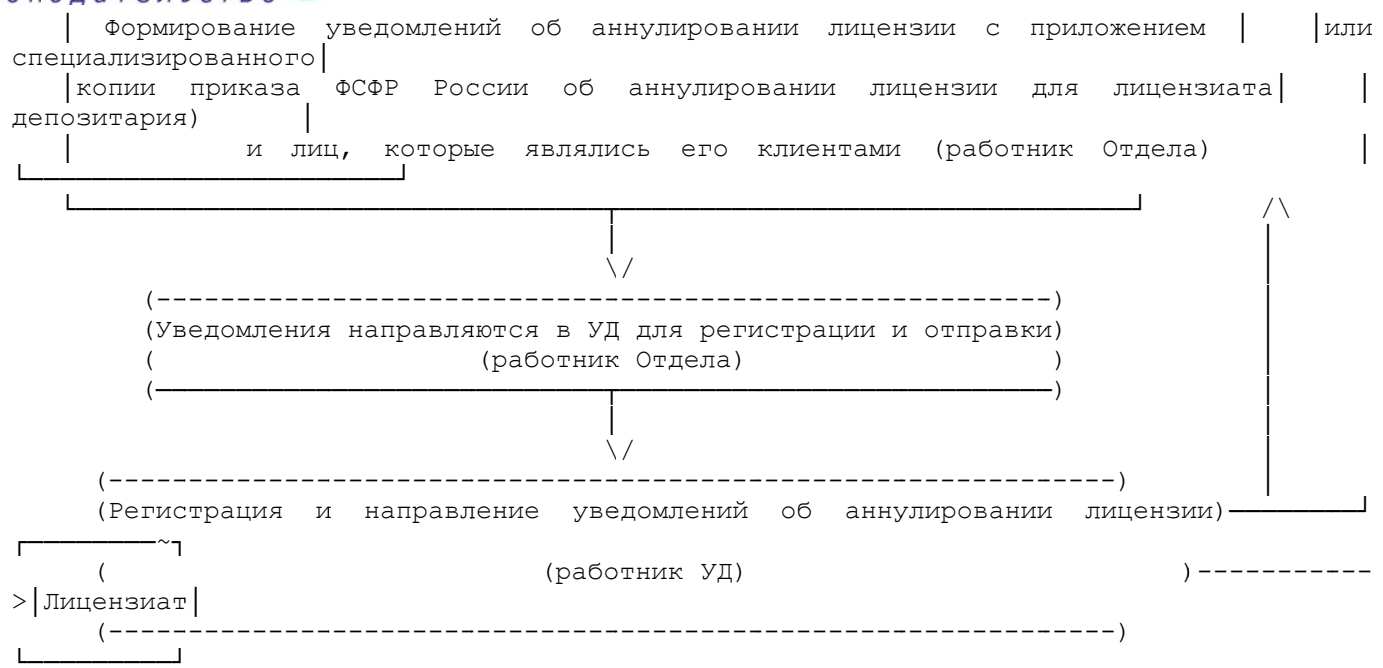 Формирование уведомлений об аннулировании лицензии с приложением │ │или
специализированного│
│копии приказа ФСФР России об аннулировании лицензии для лицензиата│ │
депозитария) │
│ и лиц, которые являлись его клиентами (работник Отдела) │
(Уведомления направляются в УД для регистрации и отправки)
( (работник Отдела) )
(Регистрация и направление уведомлений об аннулировании лицензии)
( (работник УД) )-----------
>│Лицензиат│